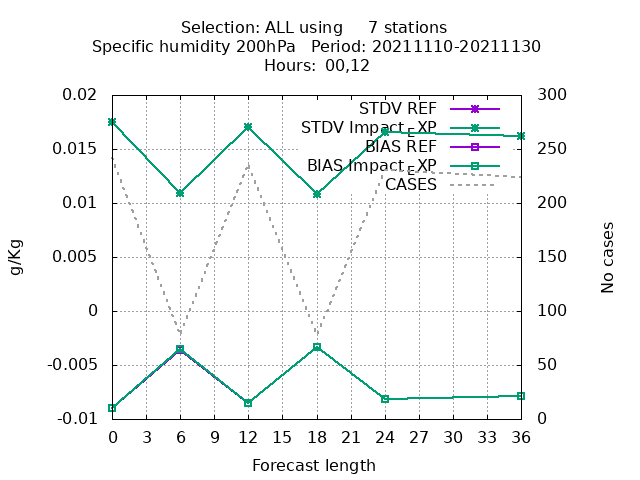 Selection: ALL using 7 stations
Specific humidity 200hPa Period: 20211110-20211130
Hours: 00,12
0.02
0.015
0.01
0.005
0
-0.005
-0.01
g/Kg
STDV REF
STDV Impact_EXP
BIAS REF
BIAS Impact_EXP
CASES
300
250
200
150
100
50
0
No cases
0 3 6 9 12 15 18 21 24 27 30 33 36
Forecast length